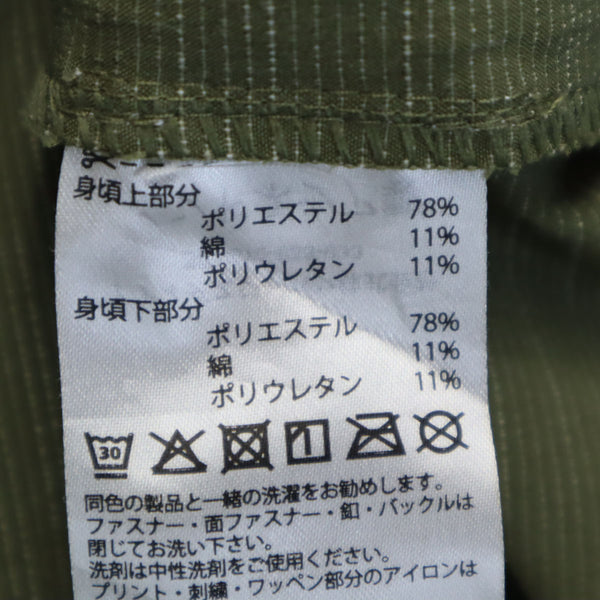 身頃上部分
ポリエステル 78%
綿 11%
ポリウレタン 11%
身頃下部分
ポリエステル 78%
綿 11%
ポリウレタン 11%
30
同色の製品と一緒の洗濯をお勧めします。
ファスナー・面ファスナー・釦・バックルは
閉じてお洗い下さい。
洗剤は中性洗剤をご使用ください。
プリント・刺繍・ワッペン部分のアイロンは